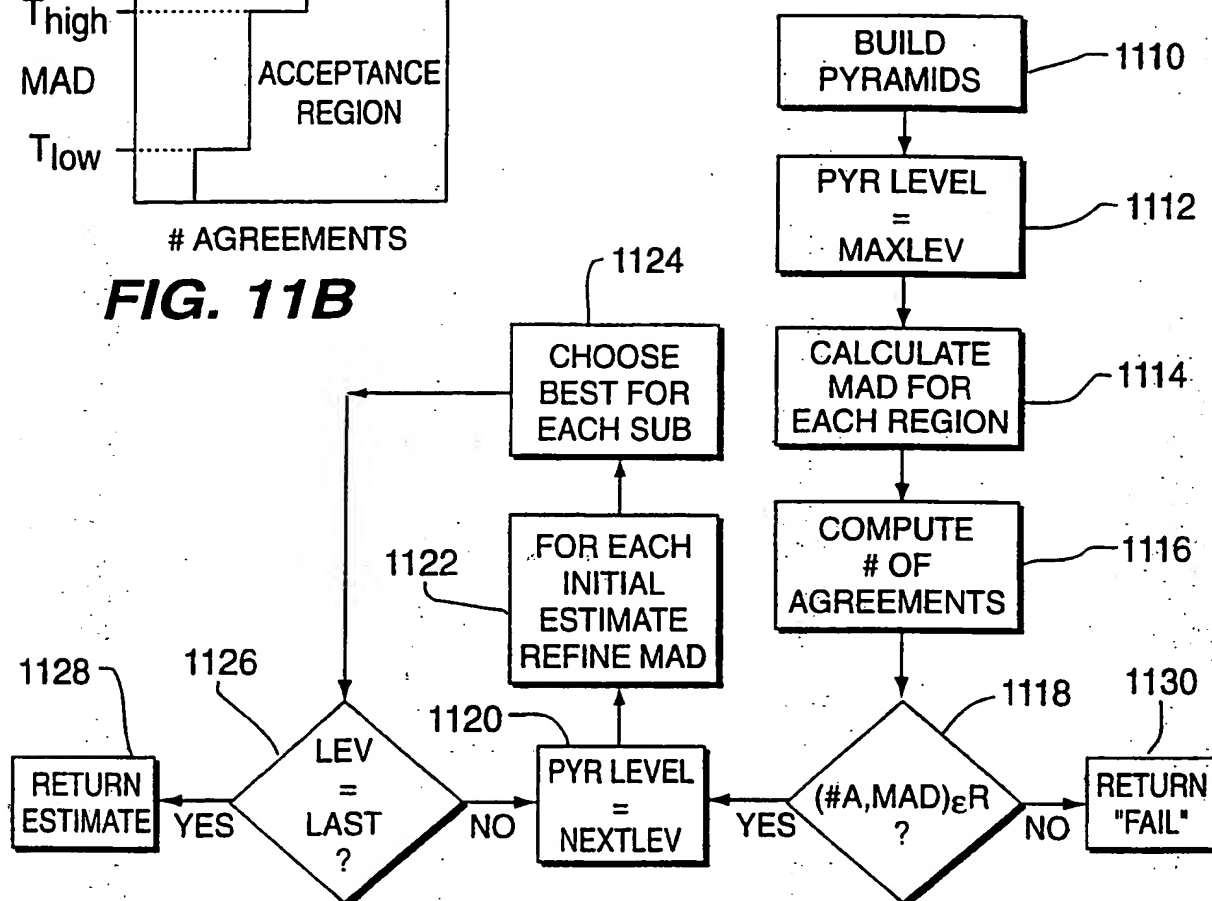 Thigh
MAD
Tlow
ACCEPTANCE
REGION
# AGREEMENTS
FIG. 11B
BUILD
PYRAMIDS
1110
PYR LEVEL
=
MAXLEV
1112
CALCULATE
MAD FOR
EACH REGION
1114
COMPUTE
# OF
AGREEMENTS
1116
(#A,MAD)εR
?
1118
YES
NO
RETURN
"FAIL"
1130
PYR LEVEL
=
NEXTLEV
1120
FOR EACH
INITIAL
ESTIMATE
REFINE MAD
1122
CHOOSE
BEST FOR
EACH SUB
1124
LEV
=
LAST
?
1126
YES
NO
RETURN
ESTIMATE
1128